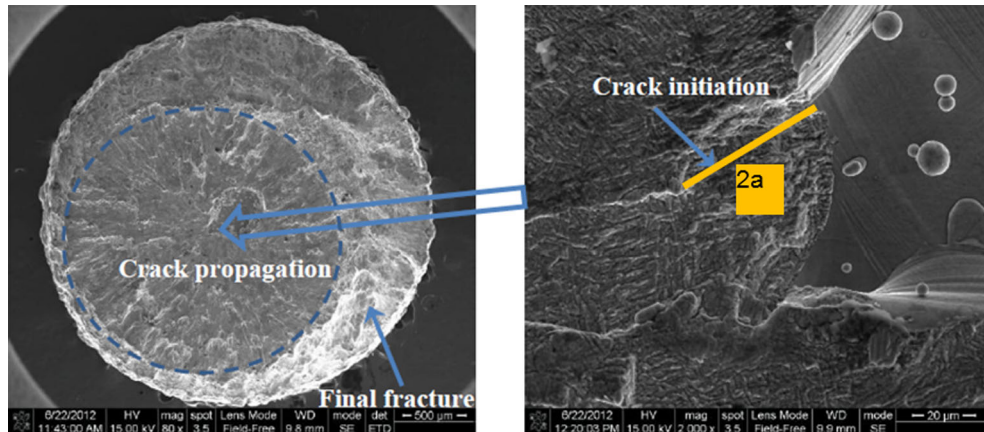 Crack propagation
Final fracture
6/22/2012 HV mag spot Lens Mode WD mode det
11:43:00 AM 15.00 kV 80 x 3.5 Field-Free 9.8 mm SE ETD 500 µm
Crack initiation
2a
6/22/2012 HV mag spot Lens Mode WD mode
12:20:03 PM 15.00 kV 2 000 x 3.5 Field-Free 9.9 mm SE 20 µm